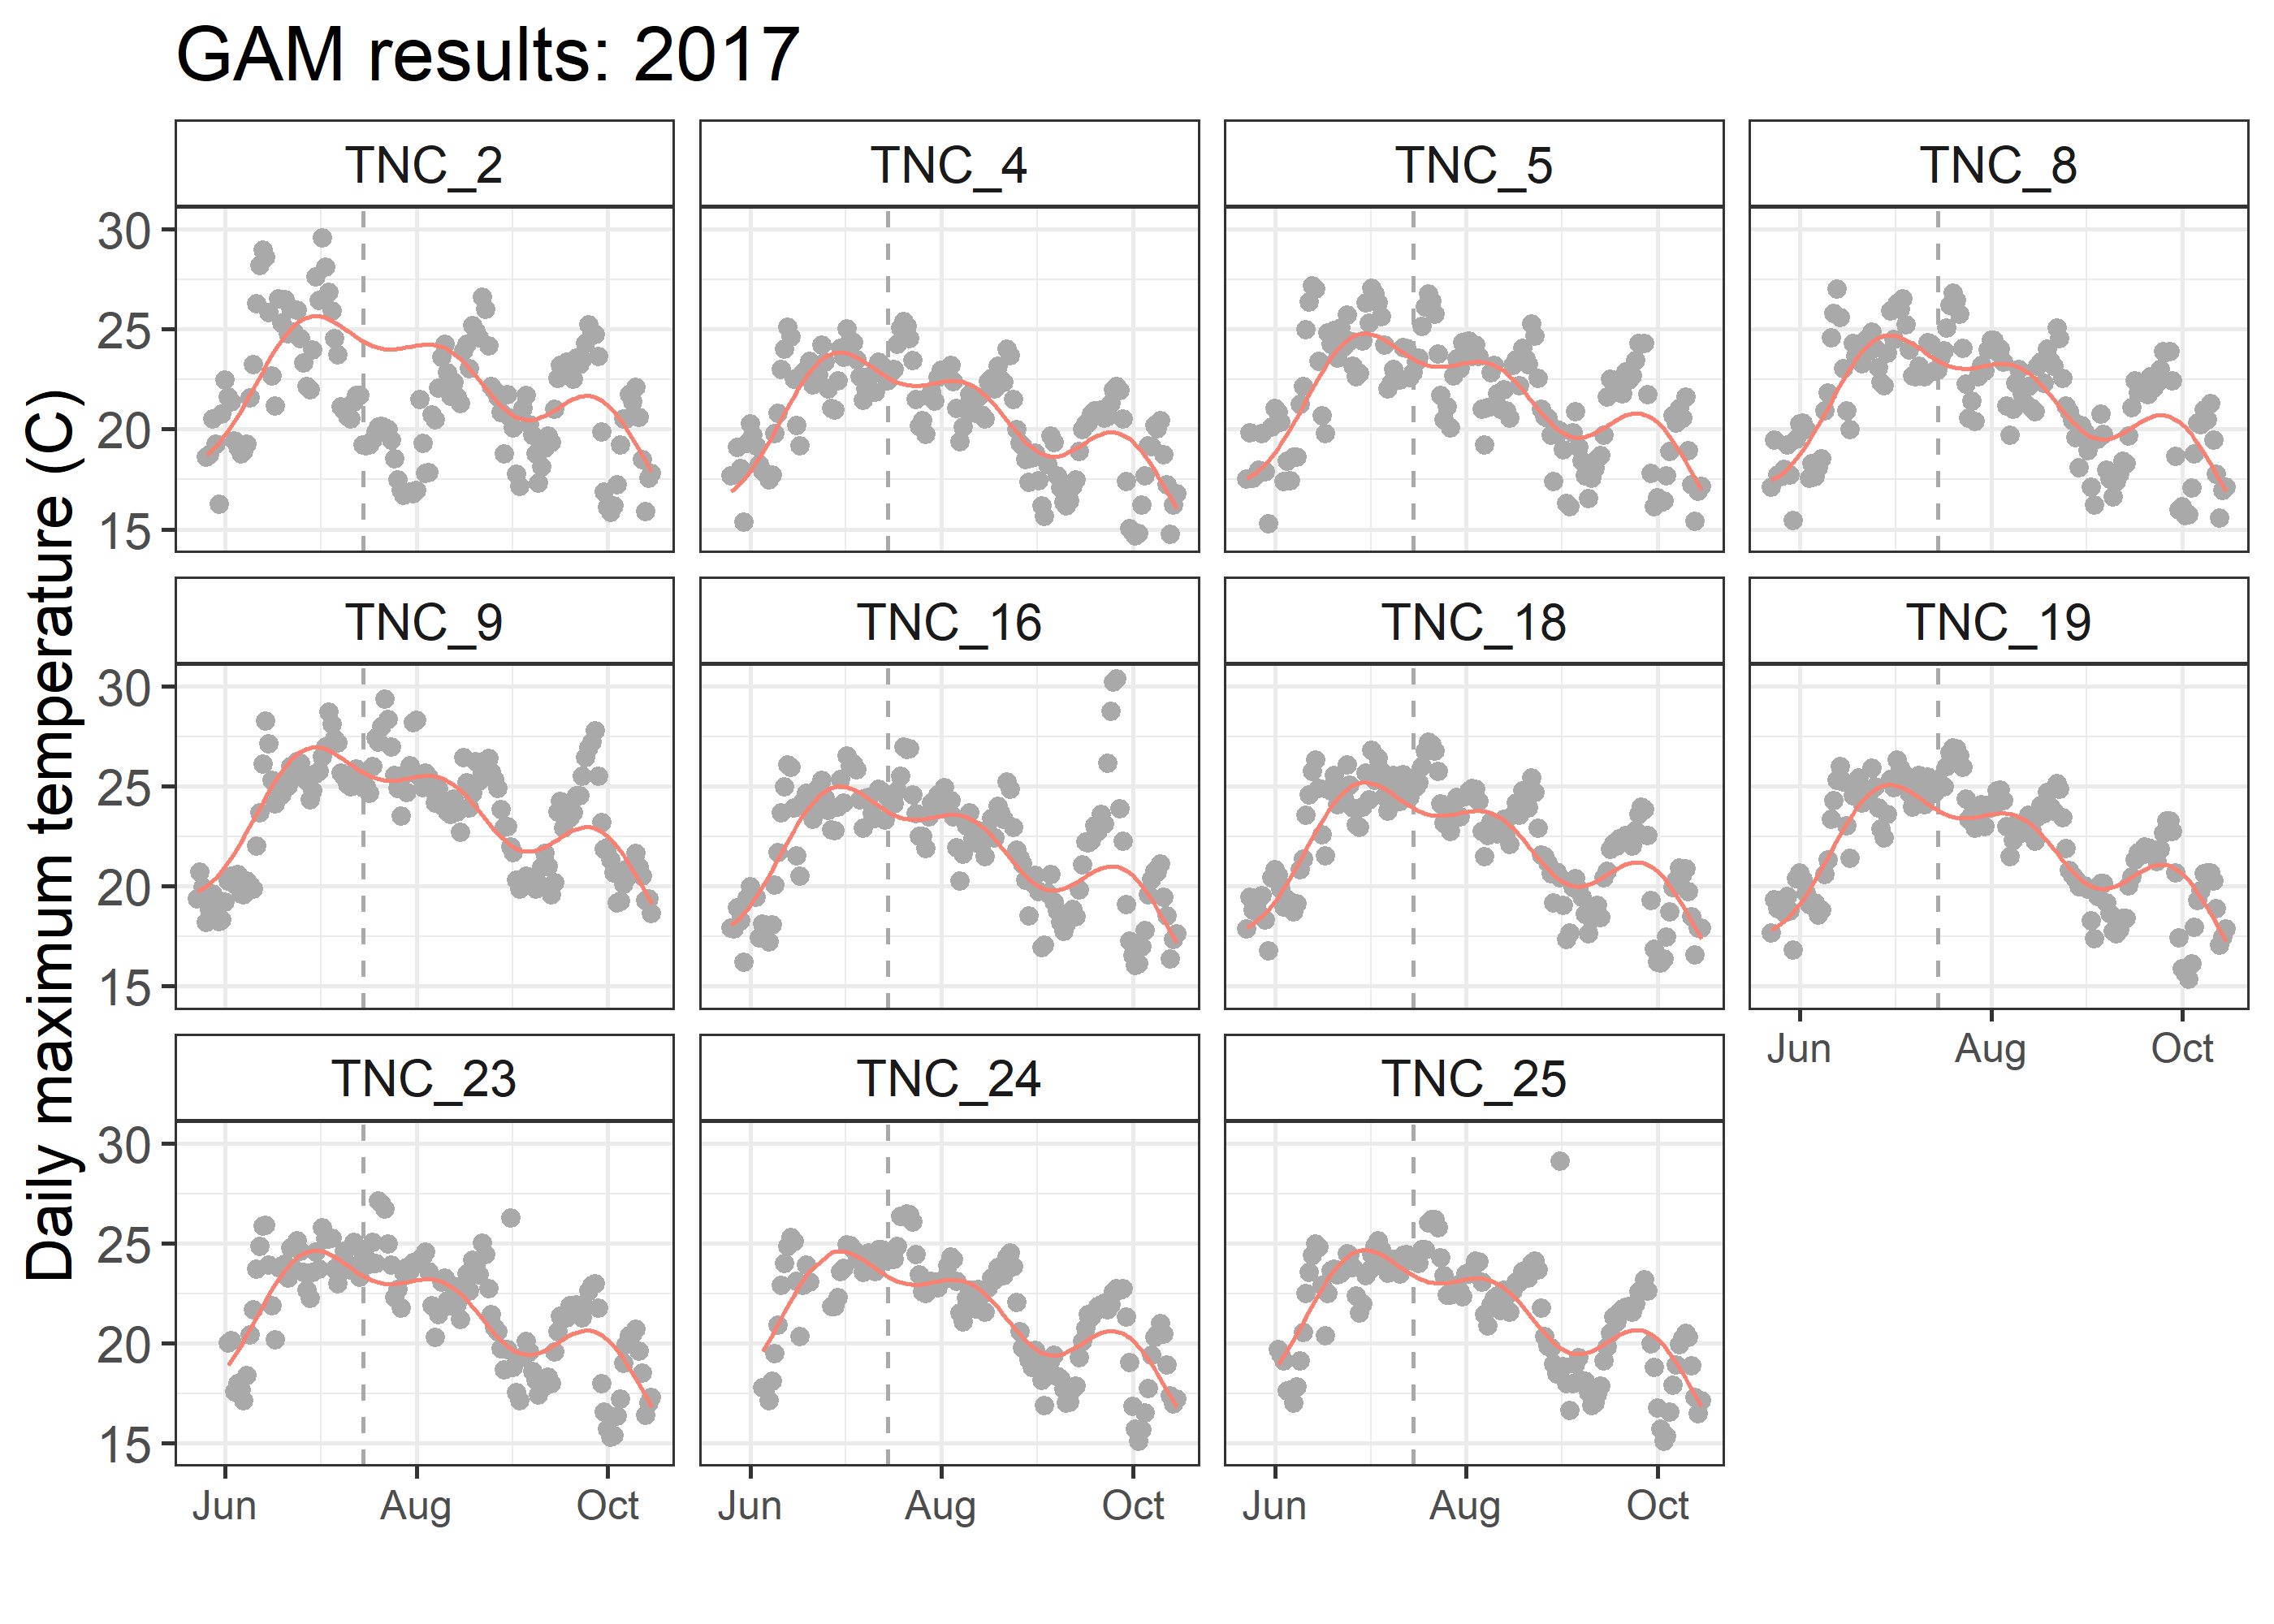 GAM results: 2017
TNC_2 TNC_4 TNC_5 TNC_8
30
25
20
15
TNC_9 TNC_16 TNC_18 TNC_19
30
25
20
15
Jun Aug Oct
TNC_23 TNC_24 TNC_25
30
25
20
15
Jun Aug Oct Jun Aug Oct Jun Aug Oct
Daily maximum temperature (C)